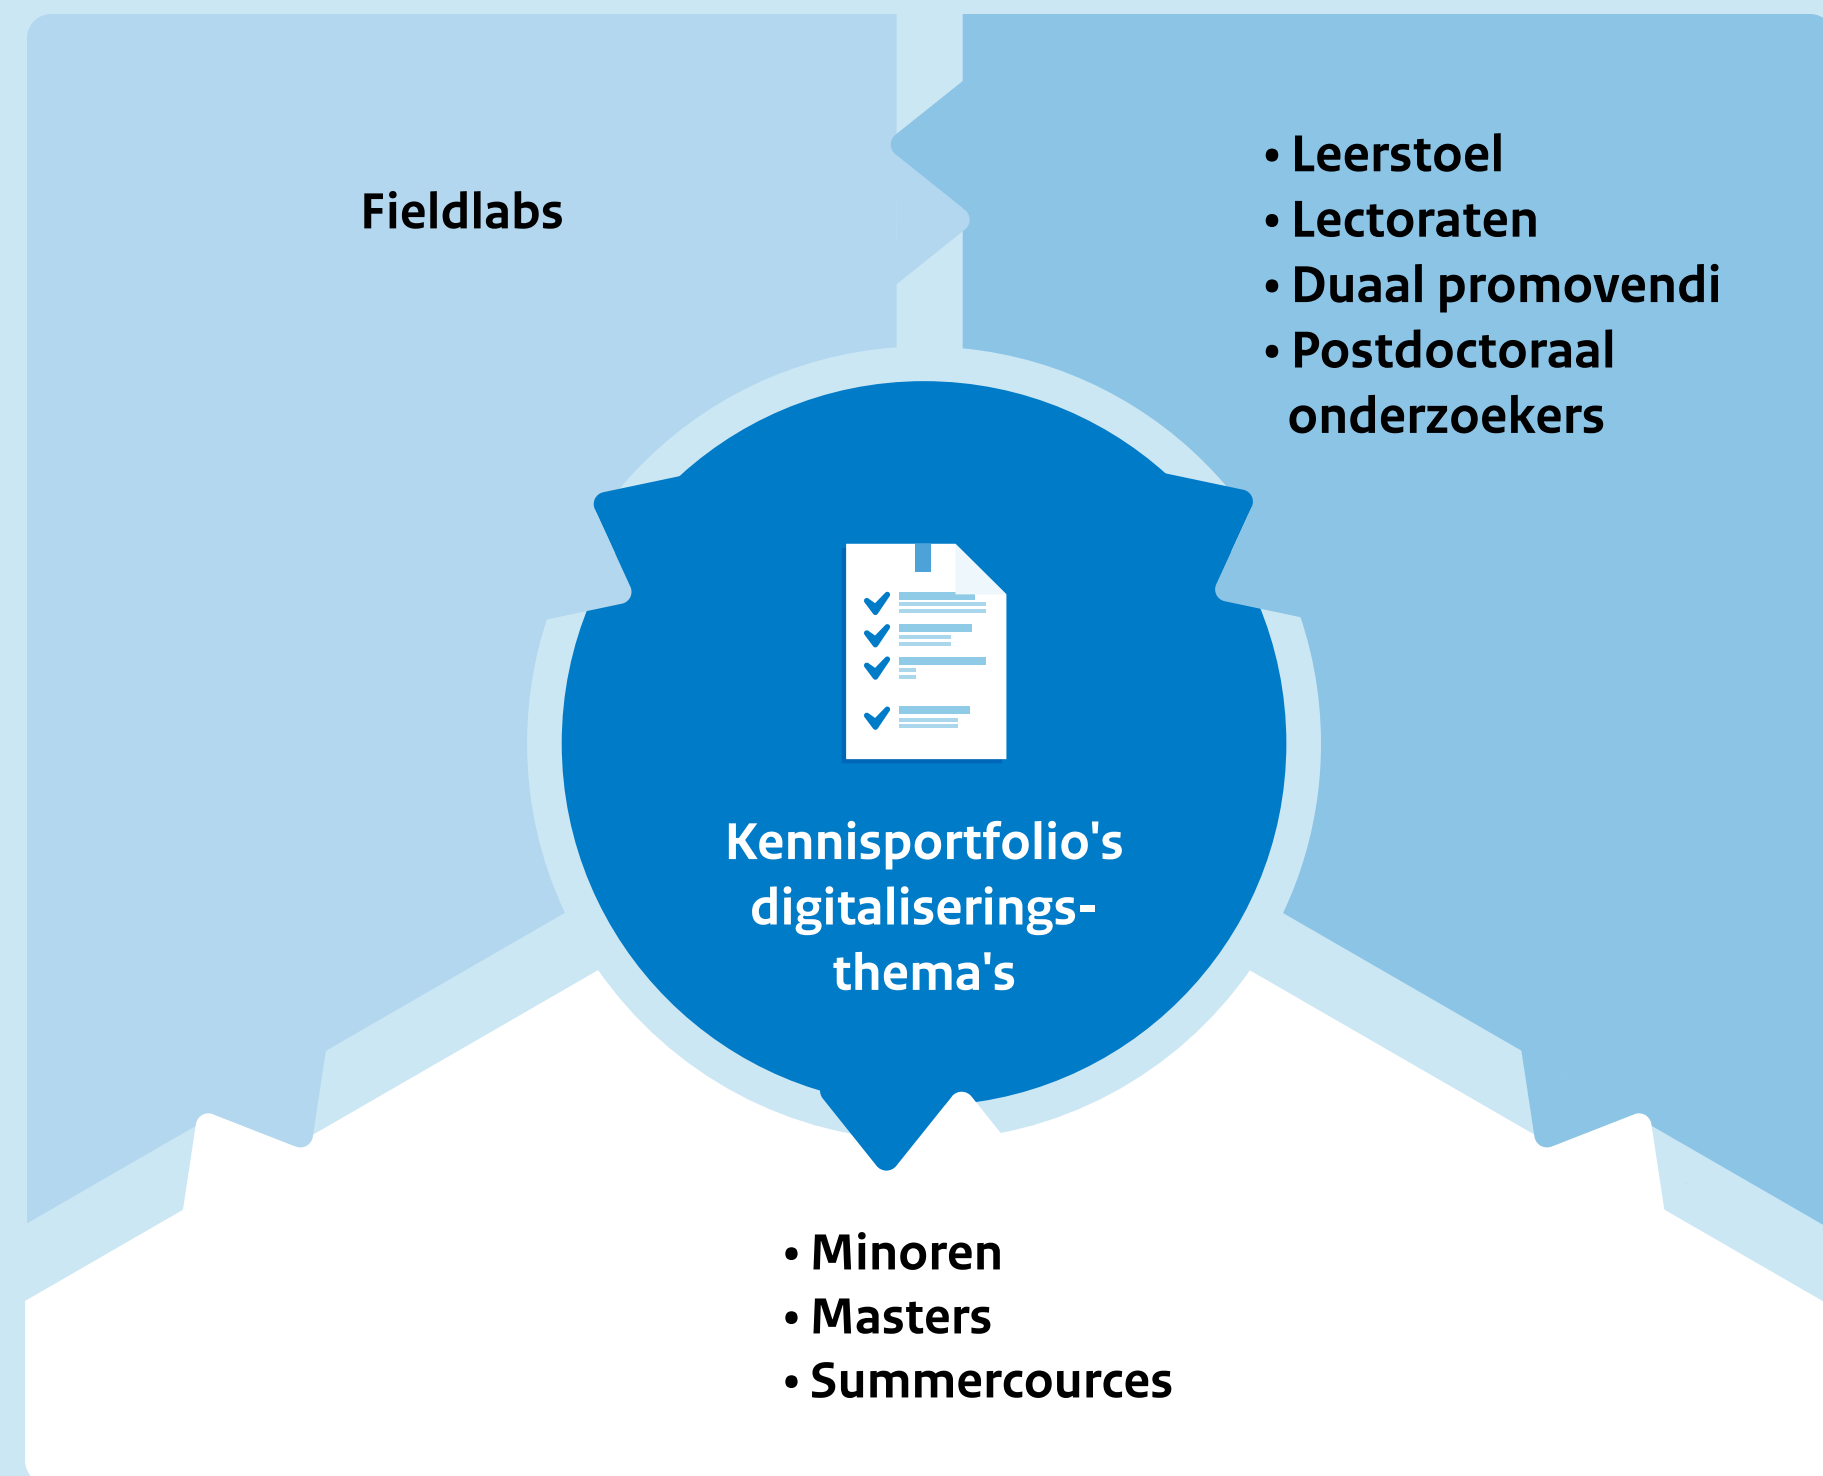 Fieldlabs
• Leerstoel
• Lectoraten
• Duaal promovendi
• Postdoctoraal
onderzoekers
Kennisportfolio's
digitaliserings-
thema's
• Minoren
• Masters
• Summercources